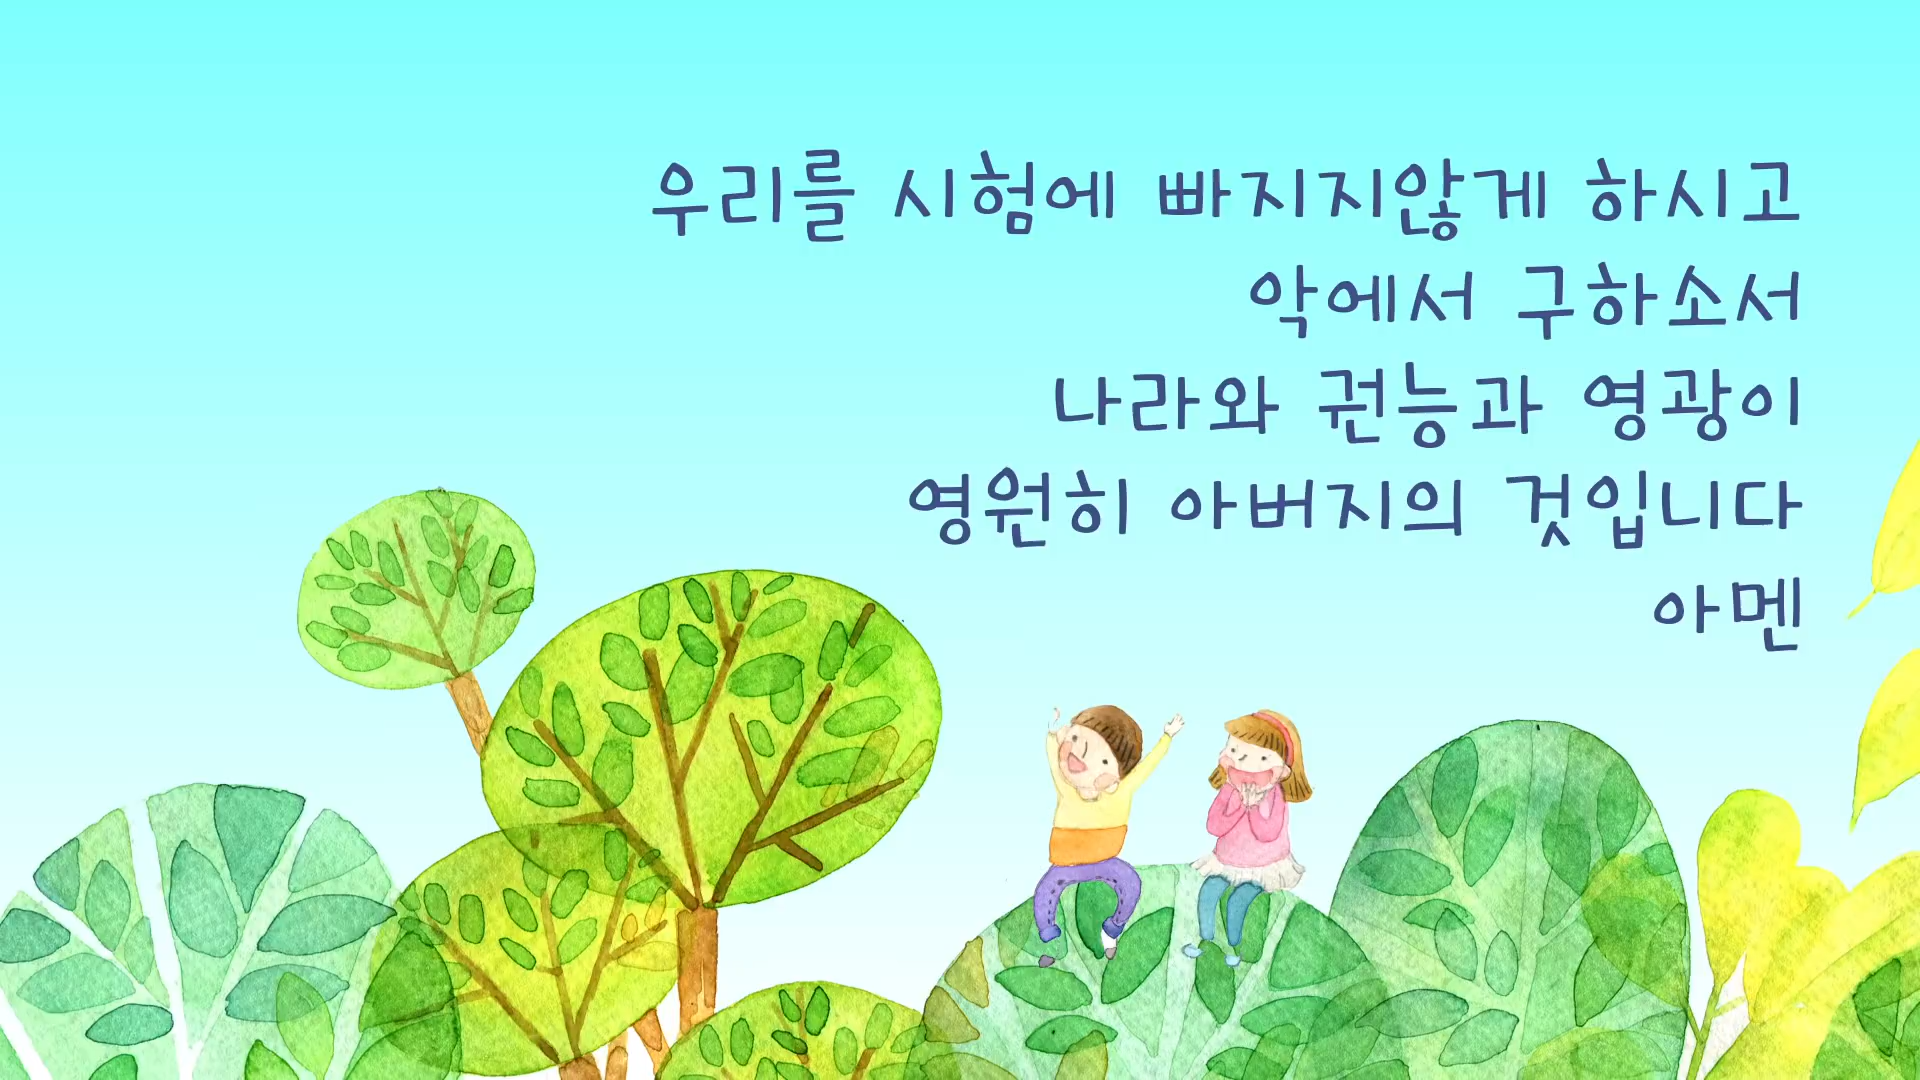 우리를 시험에 빠지지않게 하시고
악에서 구하소서
나라와 권능과 영광이
영원히 아버지의 것입니다
아멘